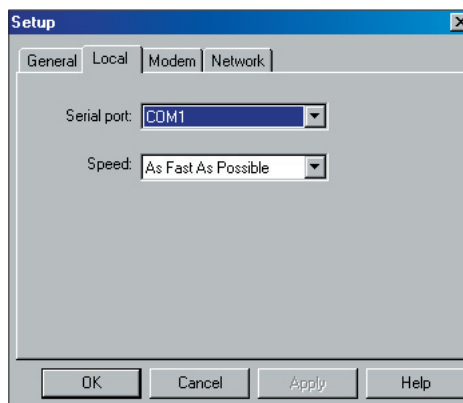 Setup
General Local Modem Network
Serial port: COM1
Speed: As Fast As Possible
OK Cancel Apply Help